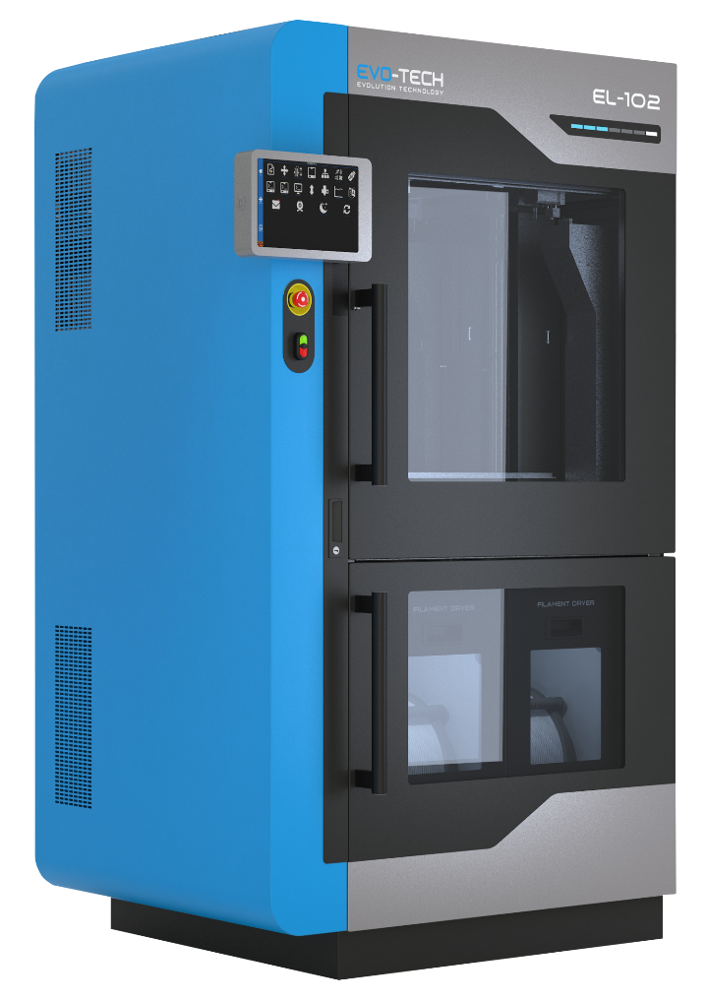 EVO-TECH
EVOLUTION TECHNOLOGY
EL-102
FILAMENT DRYER
FILAMENT DRYER